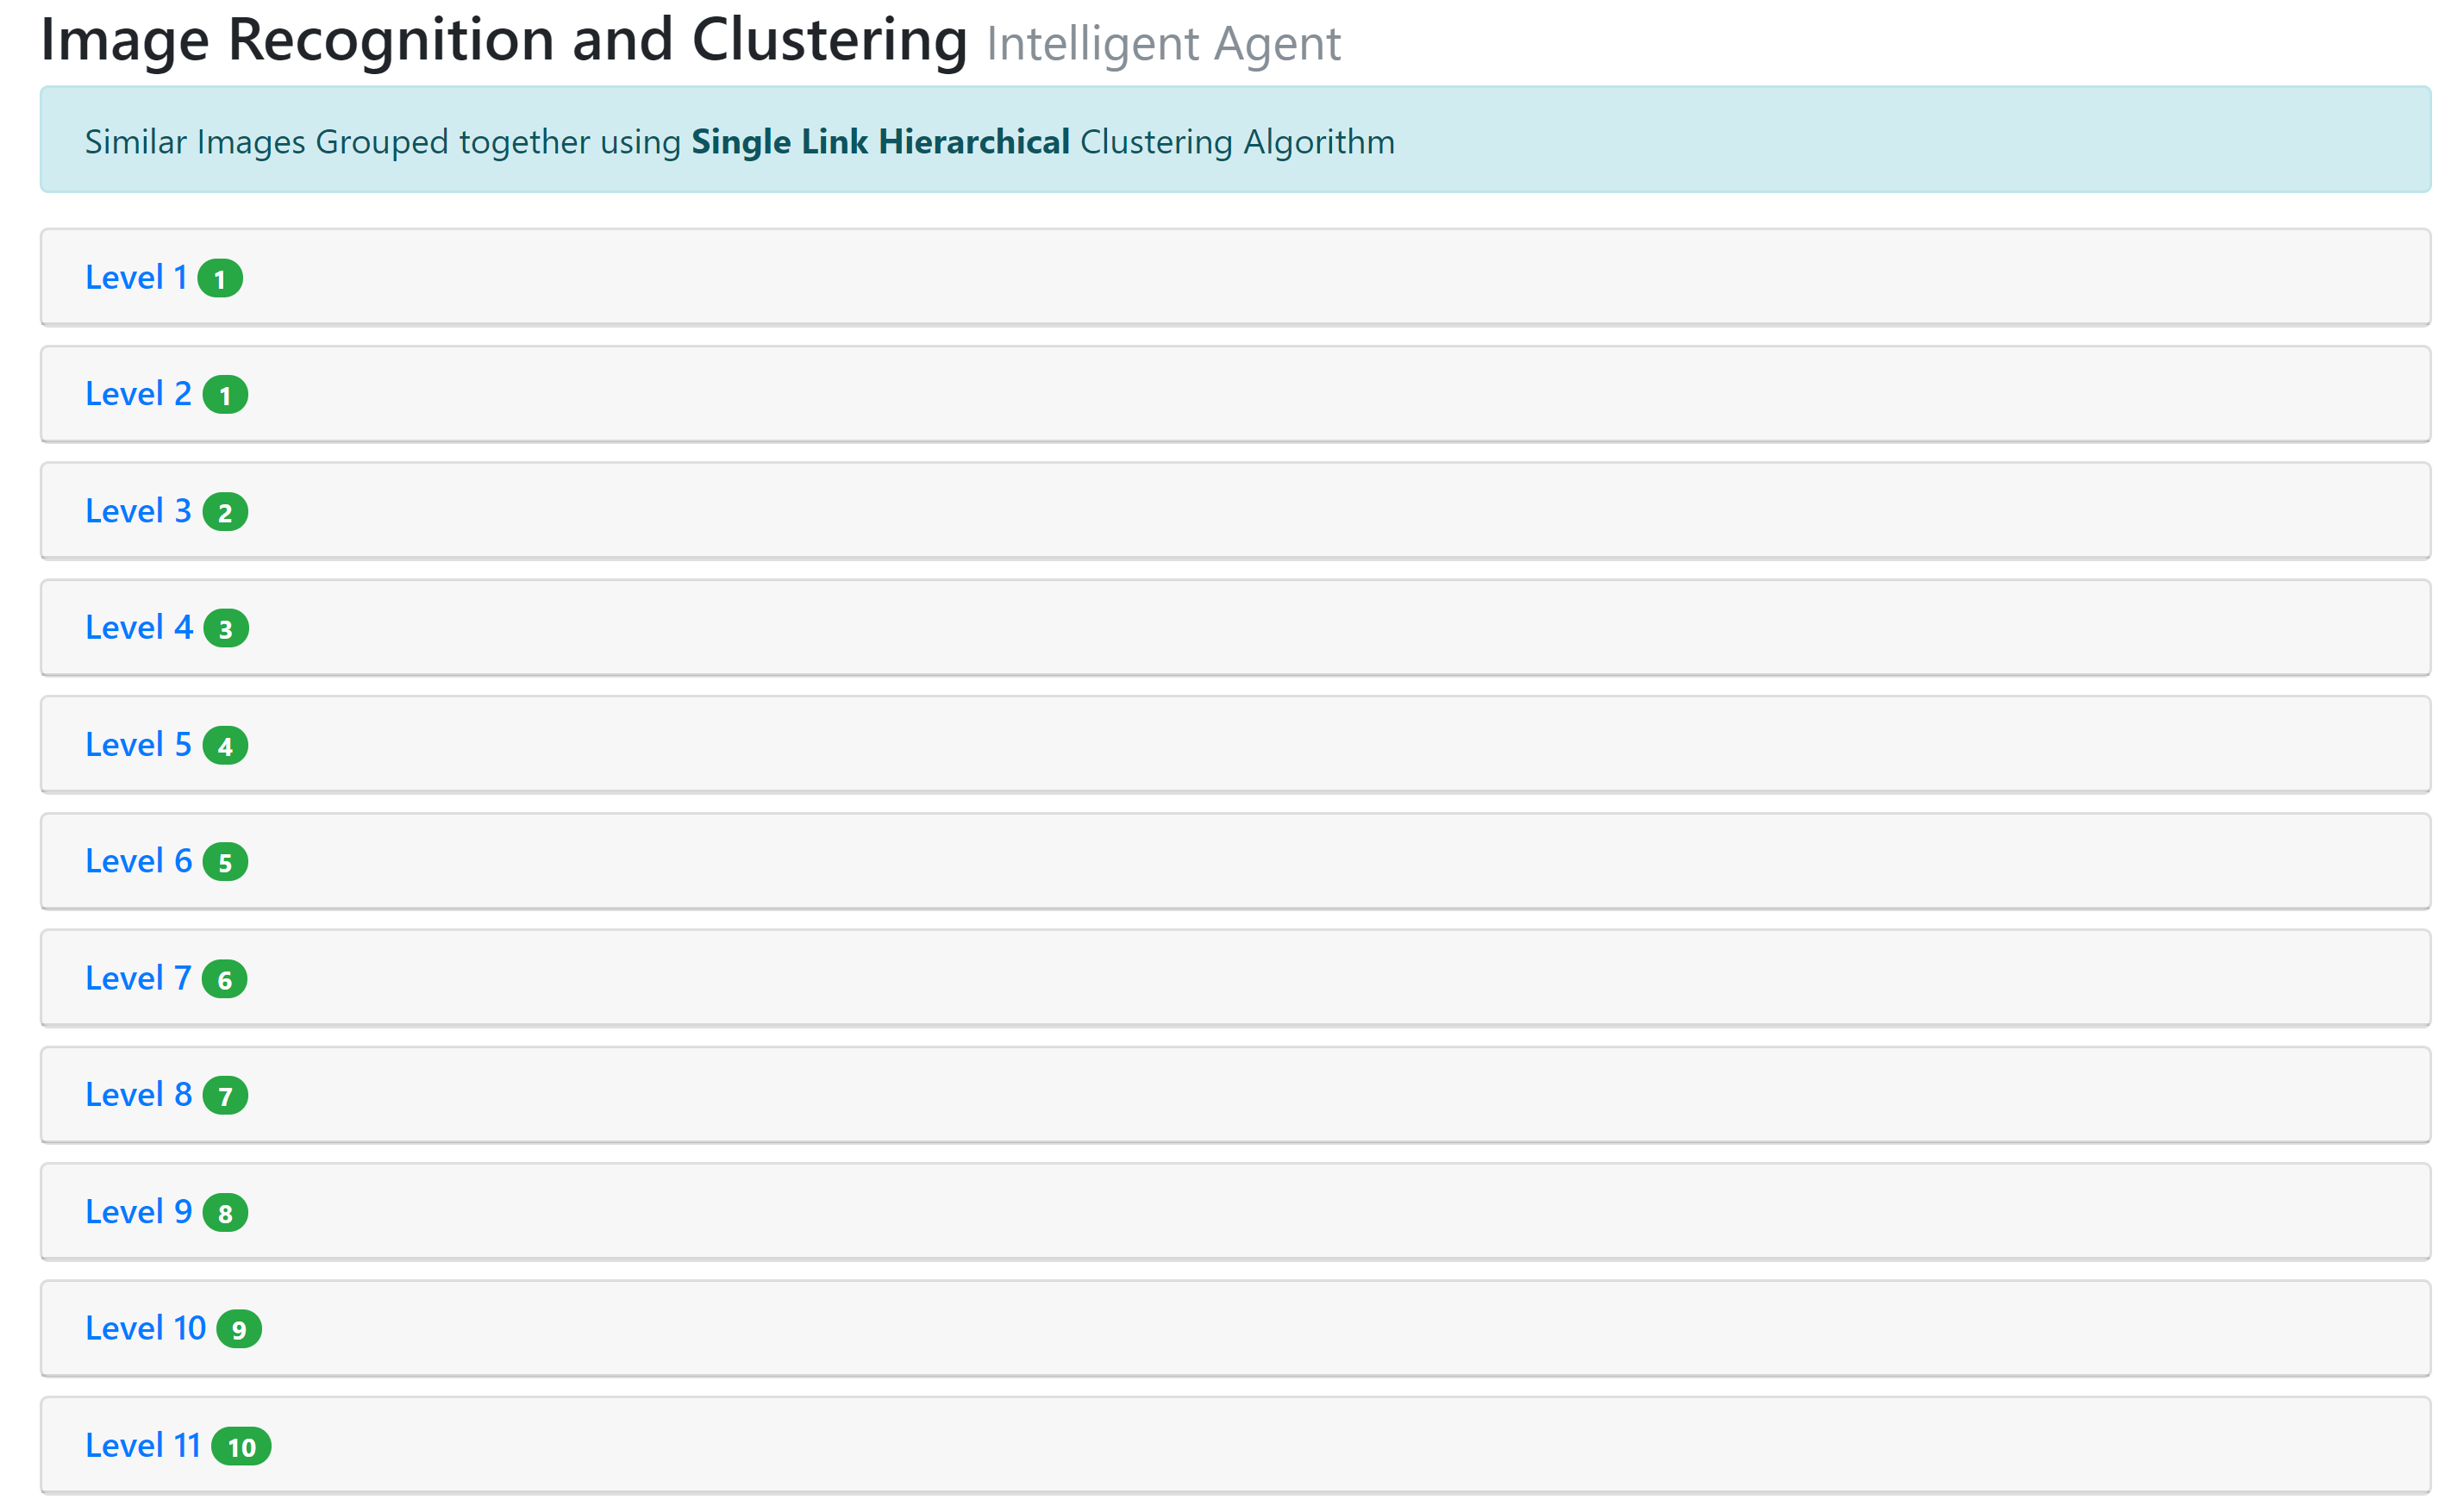 Image Recognition and Clustering Intelligent Agent
Similar Images Grouped together using Single Link Hierarchical Clustering Algorithm
Level 1 1
Level 2 1
Level 3 2
Level 4 3
Level 5 4
Level 6 5
Level 7 6
Level 8 7
Level 9 8
Level 10 9
Level 11 10